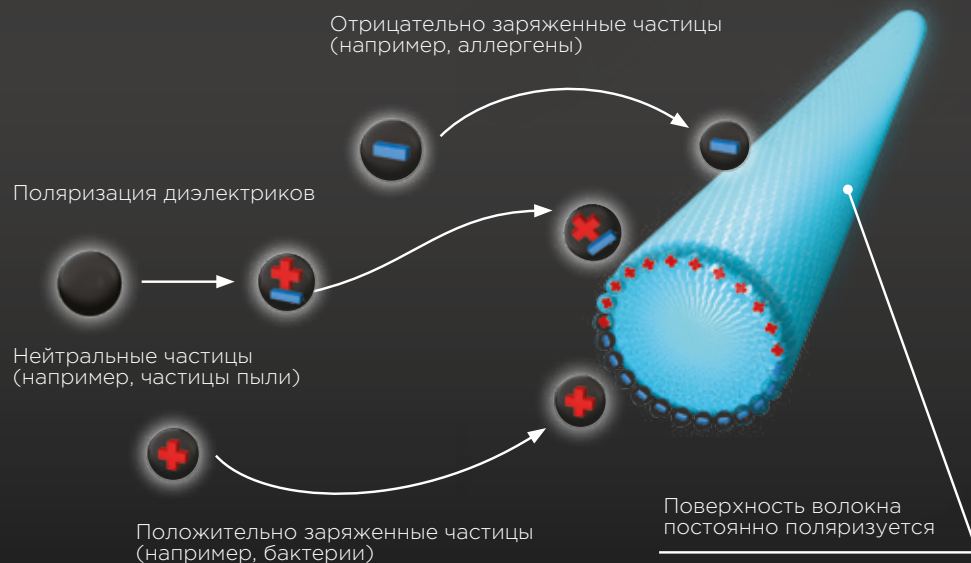 Отрицательно заряженные частицы
(например, аллергены)
Поляризация диэлектриков
Нейтральные частицы
(например, частицы пыли)
Поверхность волокна
постоянно поляризуется
Положительно заряженные частицы
(например, бактерии)